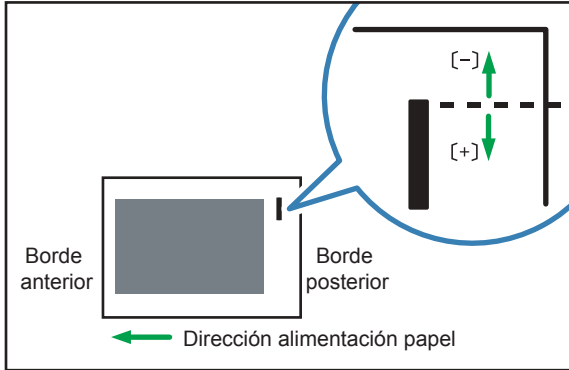 [−]
[+]
Borde
anterior
Borde
posterior
Dirección alimentación papel